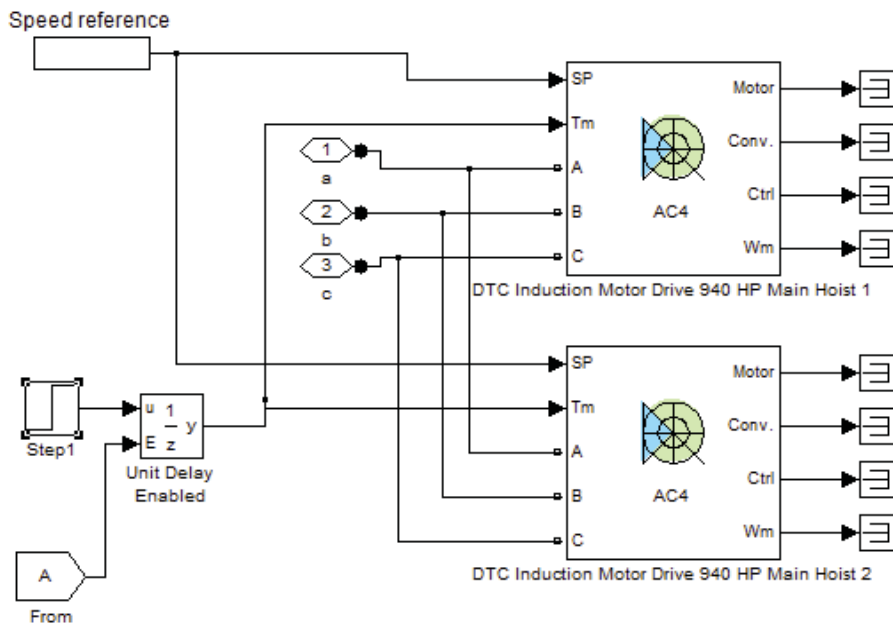 Speed reference
SP
Tm
A
B
C
Motor
Conv.
Ctrl
Wm
AC4
DTC Induction Motor Drive 940 HP Main Hoist 1
1
a
2
b
3
c
SP
Tm
A
B
C
Motor
Conv.
Ctrl
Wm
AC4
DTC Induction Motor Drive 940 HP Main Hoist 2
Step1
u
E
1
z
y
Unit Delay
Enabled
A
From